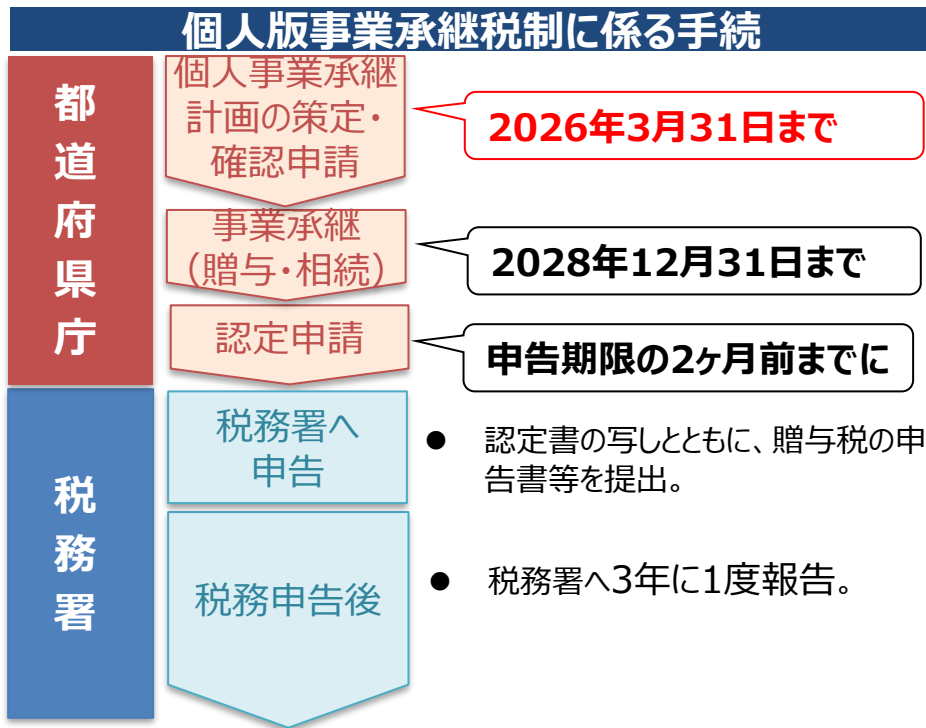 個人版事業承継税制に係る手続
都道府県庁
個人事業承継
計画の策定・
確認申請
2026年3月31日まで
事業承継
(贈与・相続)
2028年12月31日まで
認定申請
申告期限の2ヶ月前までに
税務署
税務署へ
申告
● 認定書の写しとともに、贈与税の申
告書等を提出。
税務申告後
● 税務署へ3年に1度報告。